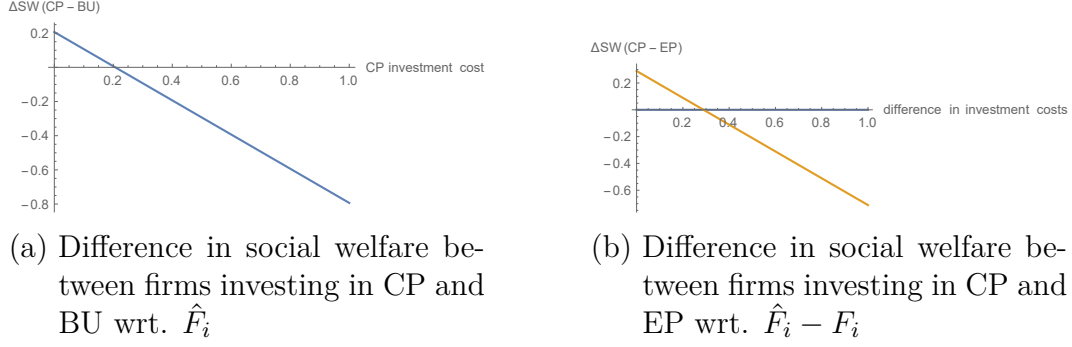 ΔSW (CP – BU)
0.2
CP investment cost
0.2 0.4 0.6 0.8 1.0
−0.2
−0.4
−0.6
−0.8
(a) Difference in social welfare be-
tween firms investing in CP and
BU wrt. F̂ᵢ
ΔSW (CP – EP)
0.2
difference in investment costs
0.2 0.4 0.6 0.8 1.0
−0.2
−0.4
−0.6
(b) Difference in social welfare be-
tween firms investing in CP and
EP wrt. F̂ᵢ − Fᵢ